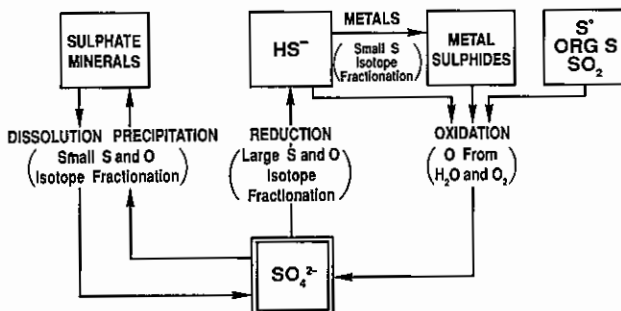 SULPHATE
MINERALS
HS⁻
METALS
(Small S
Isotope
Fractionation)
METAL
SULPHIDES
S°
ORG S
SO₂
DISSOLUTION PRECIPITATION
(Small S and O
Isotope Fractionation)
REDUCTION
(Large S and O
Isotope
Fractionation)
OXIDATION
(O From
H₂O and O₂)
SO₄²⁻